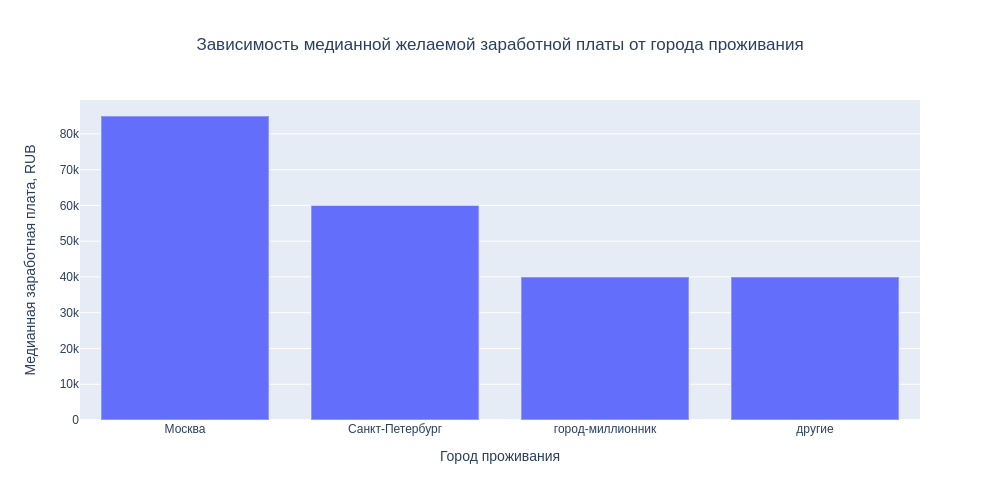 Зависимость медианной желаемой заработной платы от города проживания
Медианная заработная плата, RUB
80k
70k
60k
50k
40k
30k
20k
10k
0
Москва
Санкт-Петербург
город-миллионник
другие
Город проживания